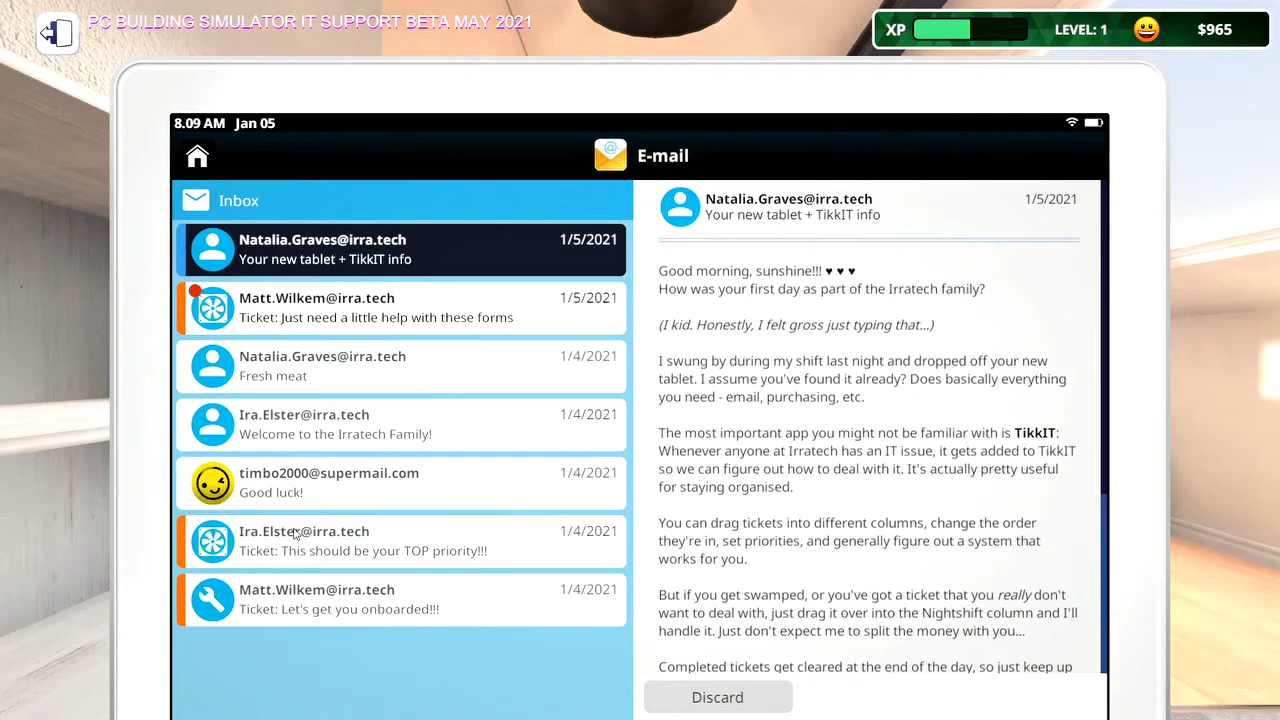 PC BUILDING SIMULATOR IT SUPPORT BETA MAY 2021
XP
LEVEL: 1
$965
8.09 AM Jan 05
E-mail
Inbox
Natalia.Graves@irra.tech 1/5/2021
Your new tablet + TikkIT info
Matt.Wilkem@irra.tech 1/5/2021
Ticket: Just need a little help with these forms
Natalia.Graves@irra.tech 1/4/2021
Fresh meat
Ira.Elster@irra.tech 1/4/2021
Welcome to the Irratech Family!
timbo2000@supermail.com 1/4/2021
Good luck!
Ira.Elster@irra.tech 1/4/2021
Ticket: This should be your TOP priority!!!
Matt.Wilkem@irra.tech 1/4/2021
Ticket: Let's get you onboarded!!!
Natalia.Graves@irra.tech 1/5/2021
Your new tablet + TikkIT info
Good morning, sunshine!!! ♥ ♥ ♥
How was your first day as part of the Irratech family?
(I kid. Honestly, I felt gross just typing that...)
I swung by during my shift last night and dropped off your new
tablet. I assume you've found it already? Does basically everything
you need - email, purchasing, etc.
The most important app you might not be familiar with is TikkIT:
Whenever anyone at Irratech has an IT issue, it gets added to TikkIT
so we can figure out how to deal with it. It's actually pretty useful
for staying organised.
You can drag tickets into different columns, change the order
they're in, set priorities, and generally figure out a system that
works for you.
But if you get swamped, or you've got a ticket that you really don't
want to deal with, just drag it over into the Nightshift column and I'll
handle it. Just don't expect me to split the money with you...
Completed tickets get cleared at the end of the day, so just keep up
Discard